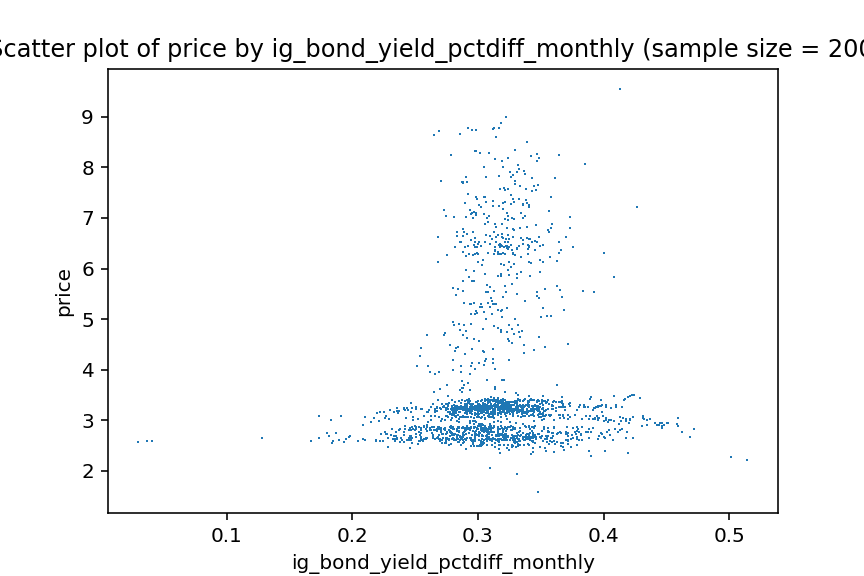 Scatter plot of price by ig_bond_yield_pctdiff_monthly (sample size = 200
9
8
7
6
5
4
3
2
price
0.1 0.2 0.3 0.4 0.5
ig_bond_yield_pctdiff_monthly